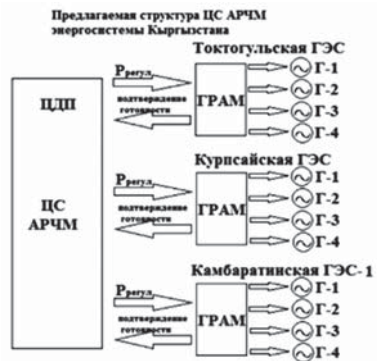 Предлагаемая структура ЦС АРЧМ
энергосистемы Кыргызстана
ЦДП
ЦС
АРЧМ
Токтогульская ГЭС
Pрегул.
подтверждение
готовности
ГРАМ
Г-1
Г-2
Г-3
Г-4
Курпсайская ГЭС
Pрегул.
подтверждение
готовности
ГРАМ
Г-1
Г-2
Г-3
Г-4
Камбаратинская ГЭС-1
Pрегул.
подтверждение
готовности
ГРАМ
Г-1
Г-2
Г-3
Г-4